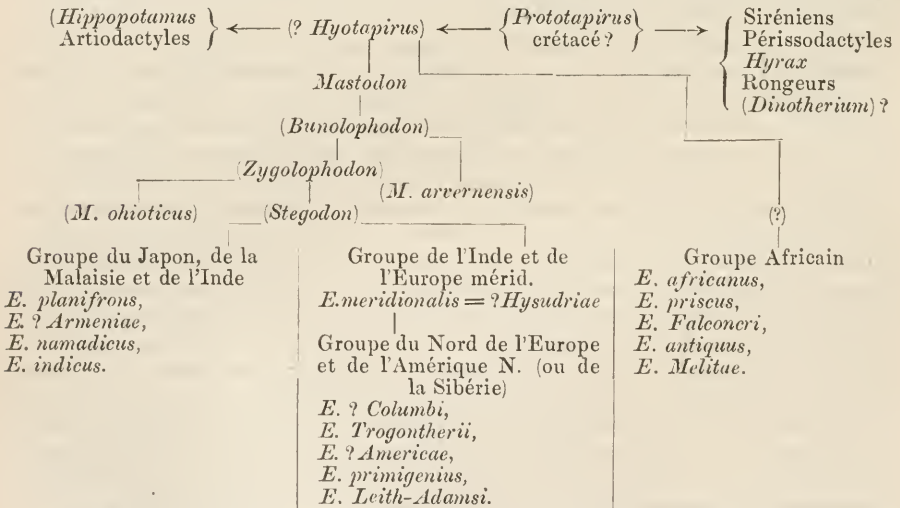 (Hippopotamus
Artiodactyles
(? Hyotapirus)
Prototapirus
crétacé ?
Siréniens
Périssodactyles
Hyrax
Rongeurs
(Dinotherium) ?
Mastodon
(Bunolophodon)
(Zygolophodon)
(M. arvernensis)
(M. ohioticus)
(Stegodon)
(?)
Groupe du Japon, de la
Malaisie et de l'Inde
E. planifrons,
E. ? Armeniae,
E. namadicus,
E. indicus.
Groupe de l'Inde et de
l'Europe mérid.
E. meridionalis = ? Hysudriae
Groupe du Nord de l'Europe
et de l'Amérique N. (ou de
la Sibérie)
E. ? Columbi,
E. Trogontherii,
E. ? Americae,
E. primigenius,
E. Leith-Adamsi.
Groupe Africain
E. africanus,
E. priscus,
E. Falconeri,
E. antiquus,
E. Melitae.